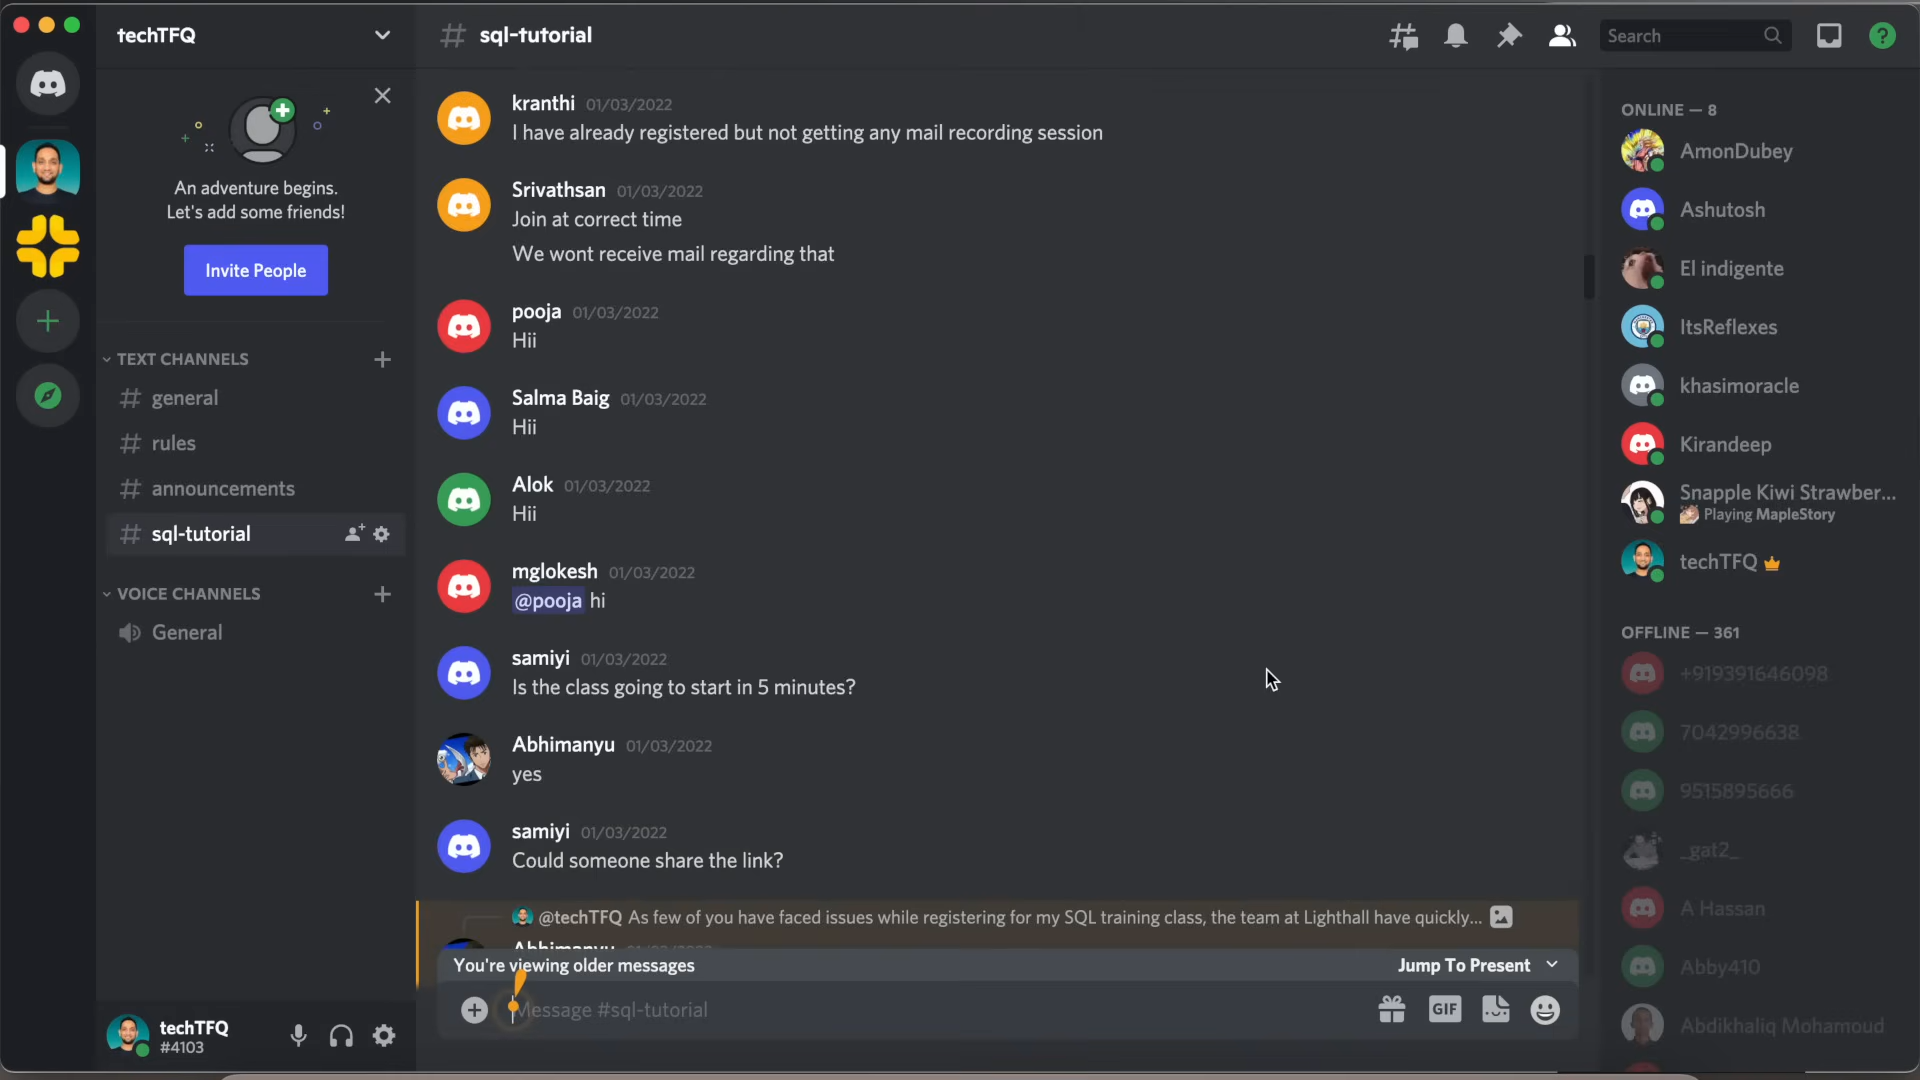 techTFQ
An adventure begins.
Let's add some friends!
Invite People
TEXT CHANNELS
general
rules
announcements
sql-tutorial
VOICE CHANNELS
General
techTFQ
#4103
# sql-tutorial
Search
kranthi 01/03/2022
I have already registered but not getting any mail recording session
Srivathsan 01/03/2022
Join at correct time
We wont receive mail regarding that
pooja 01/03/2022
Hii
Salma Baig 01/03/2022
Hii
Alok 01/03/2022
Hii
mglokesh 01/03/2022
@pooja hi
samiyi 01/03/2022
Is the class going to start in 5 minutes?
Abhimanyu 01/03/2022
yes
samiyi 01/03/2022
Could someone share the link?
@techTFQ As few of you have faced issues while registering for my SQL training class, the team at Lighthall have quickly...
Abhimanyu
You're viewing older messages
Jump To Present
Message #sql-tutorial
GIF
ONLINE — 8
AmonDubey
Ashutosh
El indigente
ItsReflexes
khasimoracle
Kirandeep
Snapple Kiwi Strawber...
Playing MapleStory
techTFQ
OFFLINE — 361
+919391646098
7042996638
9515895666
_gat2_
A Hassan
Abby410
Abdikhaliq Mohamoud